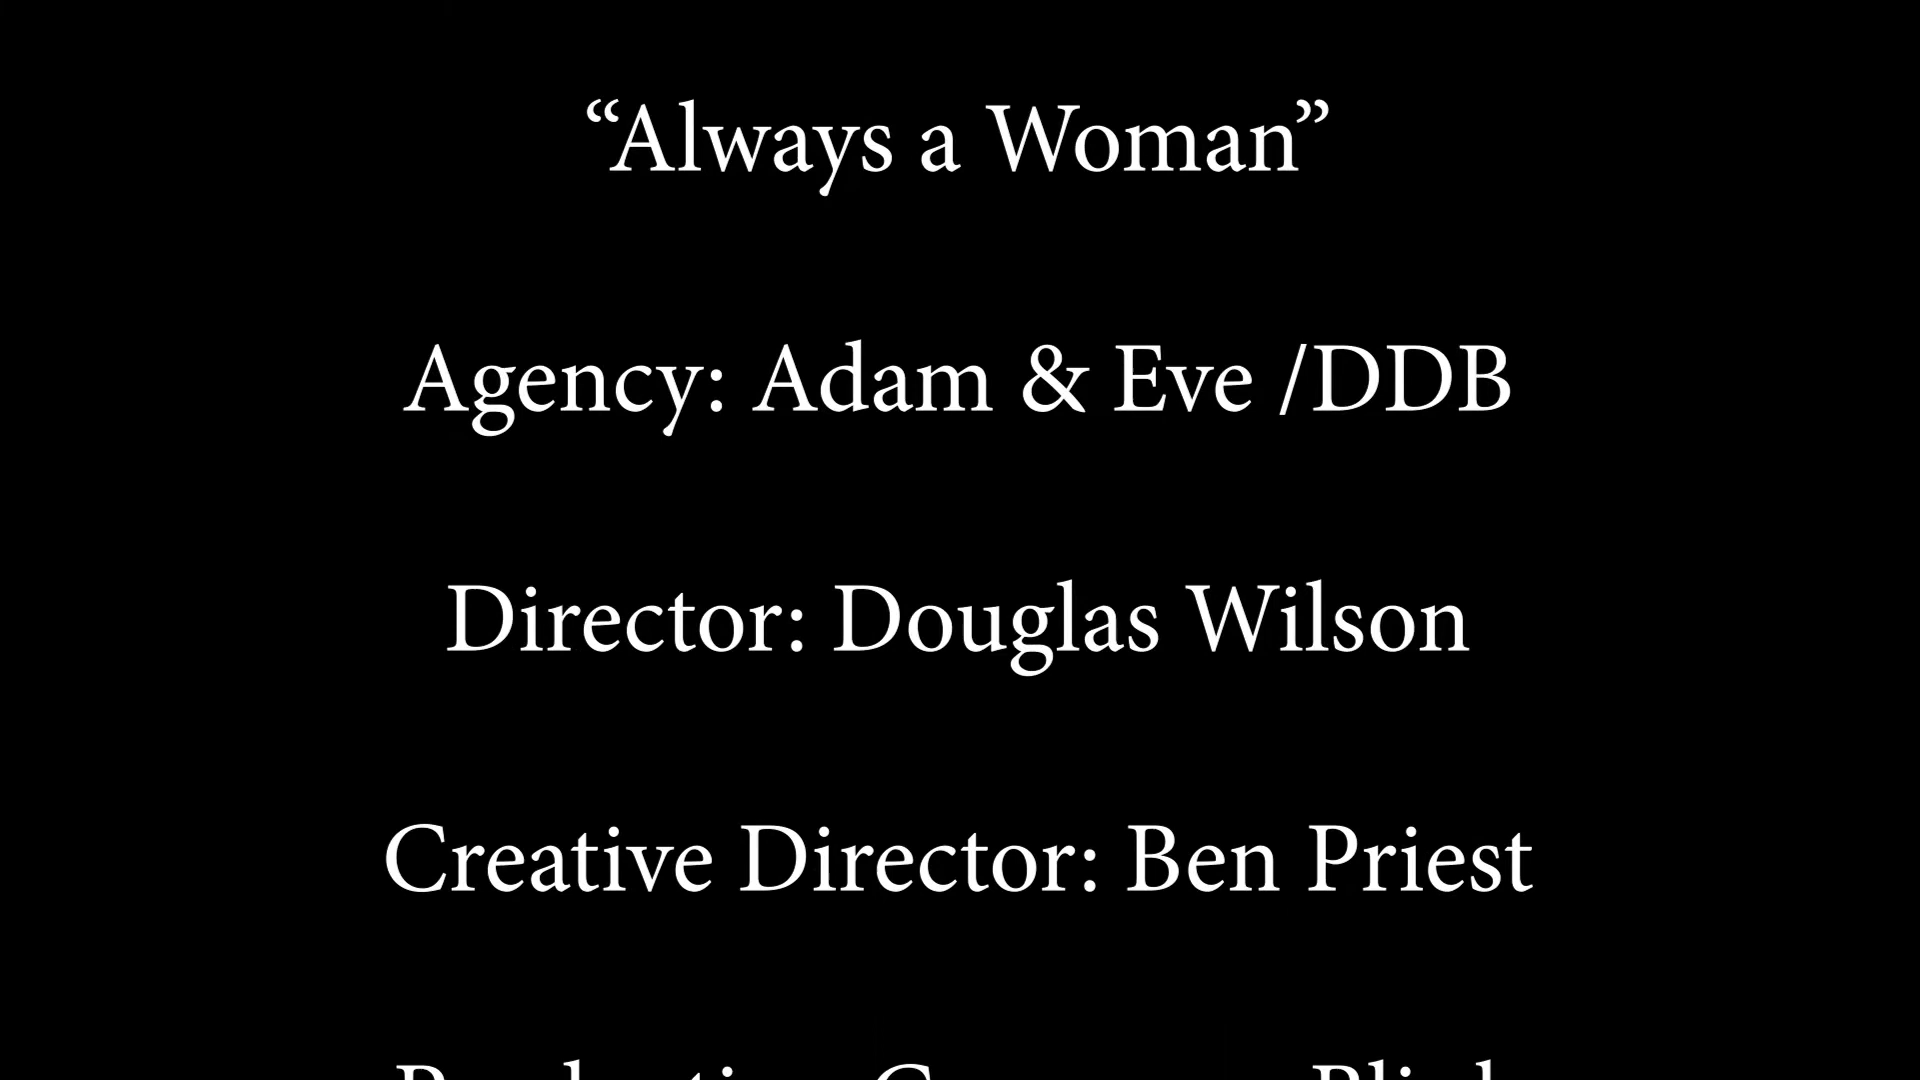 “Always a Woman”
Agency: Adam & Eve /DDB
Director: Douglas Wilson
Creative Director: Ben Priest